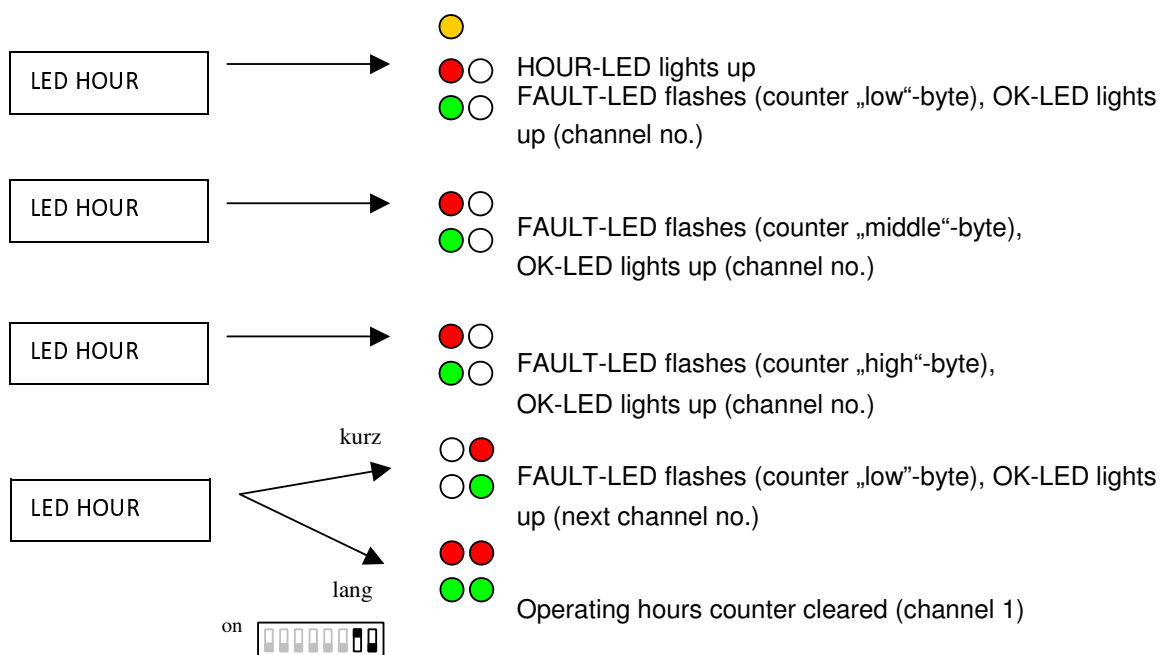 LED HOUR
HOUR-LED lights up
FAULT-LED flashes (counter „low“-byte), OK-LED lights
up (channel no.)
LED HOUR
FAULT-LED flashes (counter „middle“-byte),
OK-LED lights up (channel no.)
LED HOUR
FAULT-LED flashes (counter „high“-byte),
OK-LED lights up (channel no.)
LED HOUR
kurz
FAULT-LED flashes (counter „low”-byte), OK-LED lights
up (next channel no.)
lang
Operating hours counter cleared (channel 1)
on